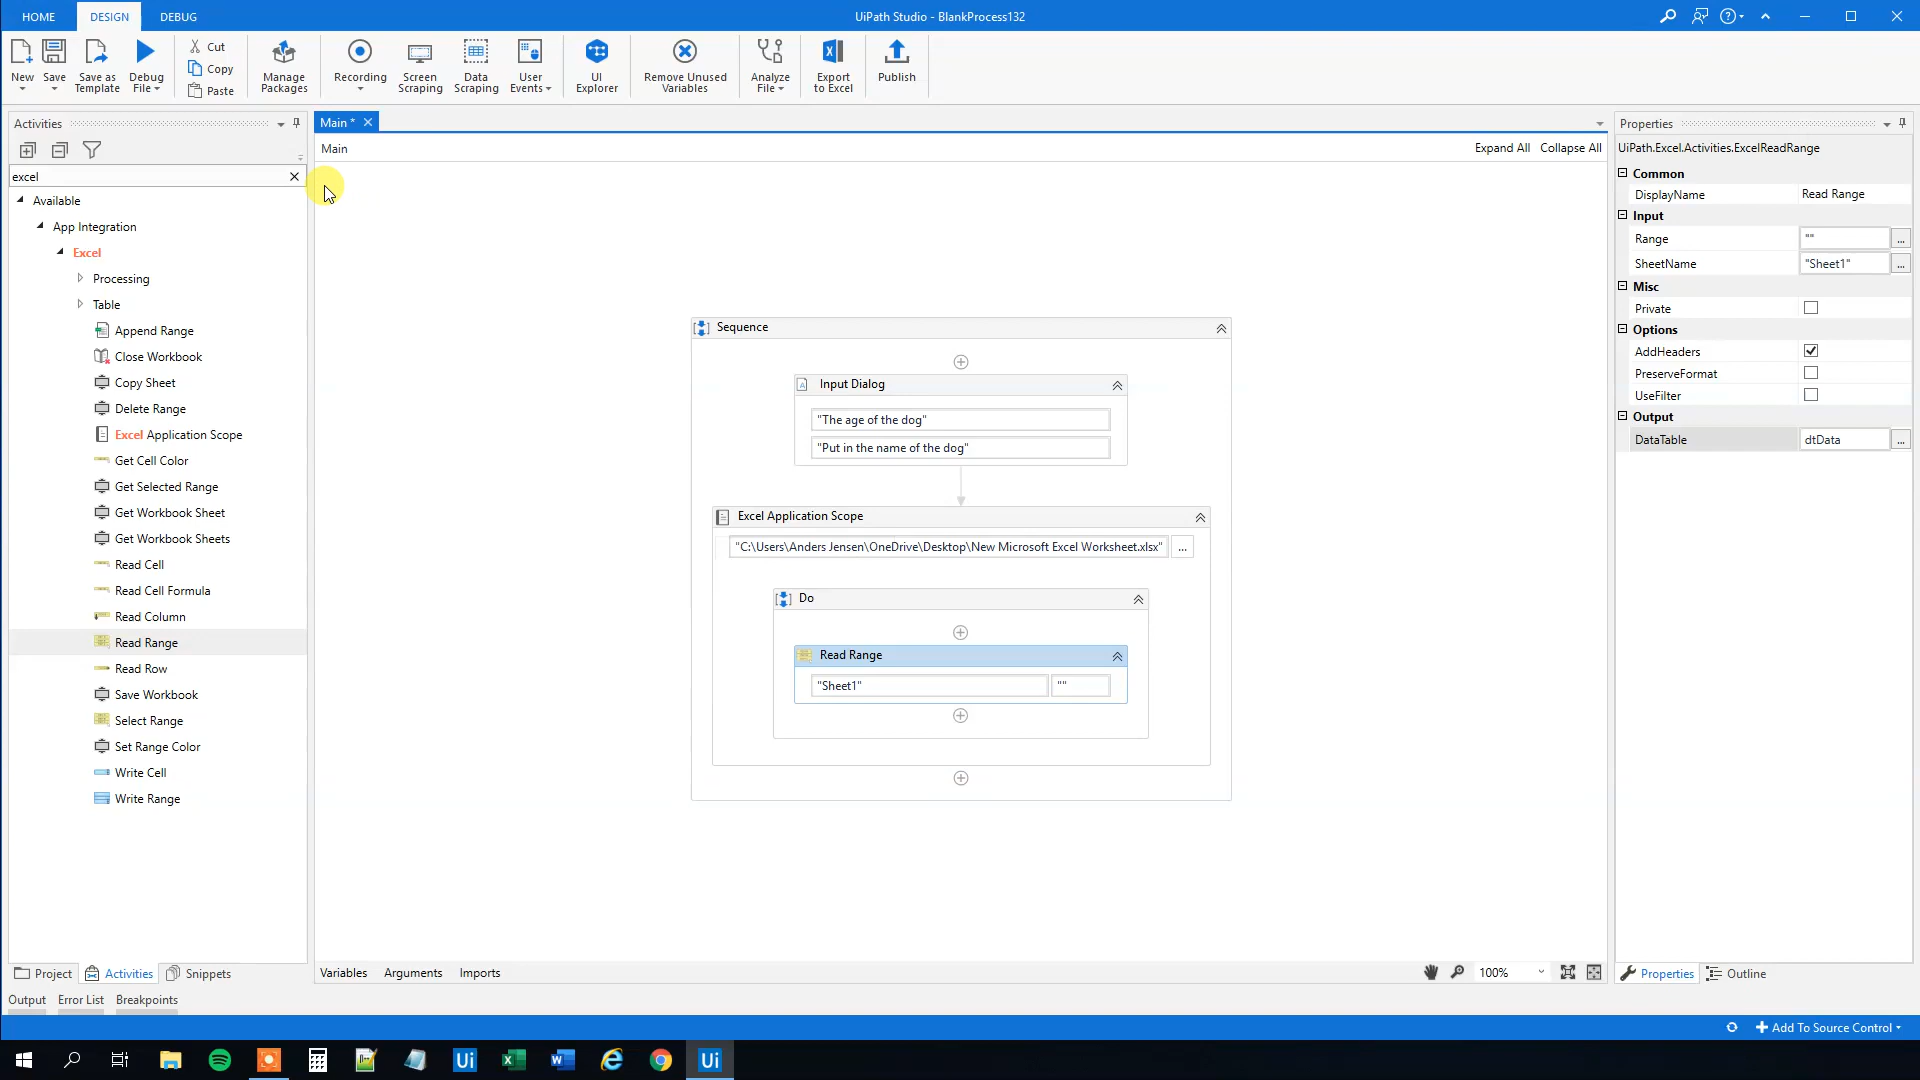 HOME DESIGN DEBUG UiPath Studio - BlankProcess132
New Save Save as Template Debug File Cut Copy Paste Manage Packages Recording Screen Scraping Data Scraping User Events UI Explorer Remove Unused Variables Analyze File Export to Excel Publish
Activities
excel
Available
App Integration
Excel
Processing
Table
Append Range
Close Workbook
Copy Sheet
Delete Range
Excel Application Scope
Get Cell Color
Get Selected Range
Get Workbook Sheet
Get Workbook Sheets
Read Cell
Read Cell Formula
Read Column
Read Range
Read Row
Save Workbook
Select Range
Set Range Color
Write Cell
Write Range
Project Activities Snippets
Main *
Main Expand All Collapse All
Sequence
Input Dialog
"The age of the dog"
"Put in the name of the dog"
Excel Application Scope
"C:\Users\Anders Jensen\OneDrive\Desktop\New Microsoft Excel Worksheet.xlsx" ...
Do
Read Range
"Sheet1" ""
Variables Arguments Imports 100%
Properties
UiPath.Excel.Activities.ExcelReadRange
Common
DisplayName Read Range
Input
Range "" ...
SheetName "Sheet1" ...
Misc
Private
Options
AddHeaders
PreserveFormat
UseFilter
Output
DataTable dtData ...
Properties Outline
Output Error List Breakpoints
Add To Source Control
Ui Ui